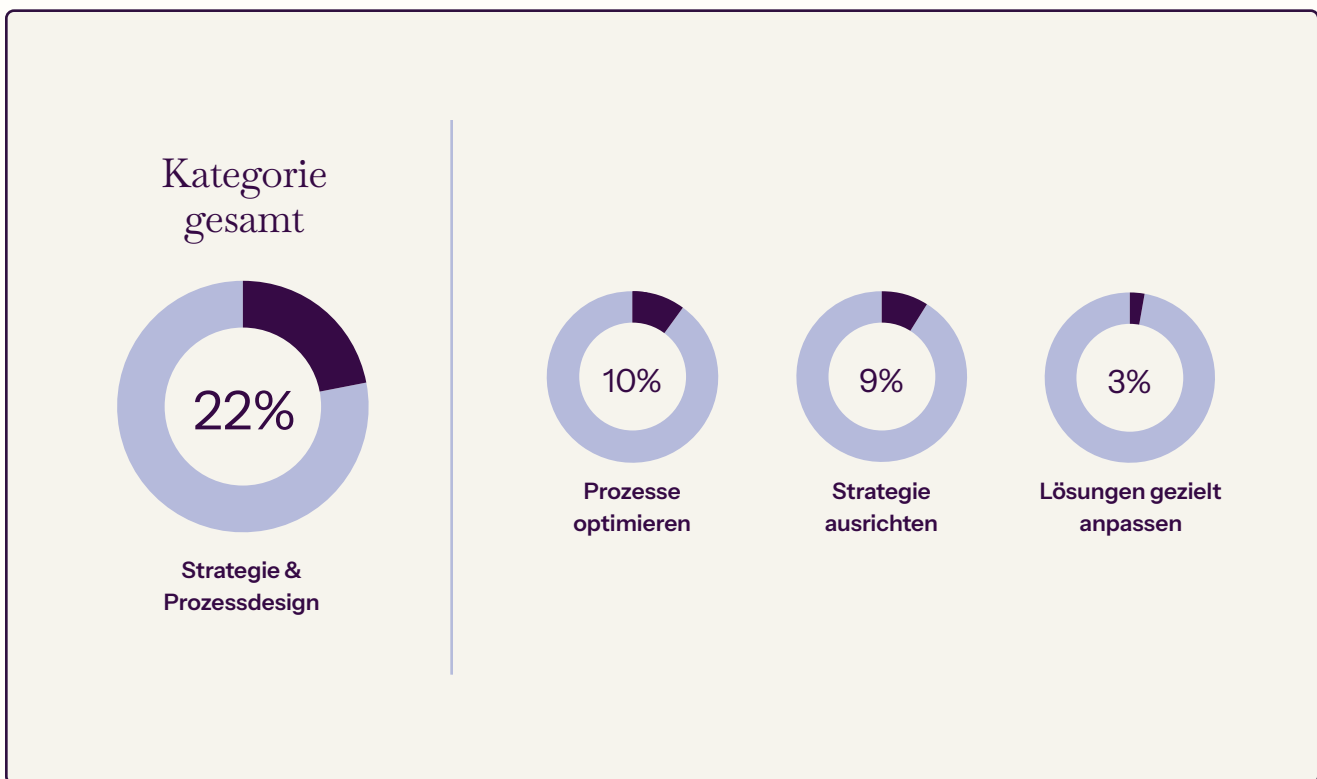 Kategorie
gesamt
22%
Strategie &
Prozessdesign
10%
Prozesse
optimieren
9%
Strategie
ausrichten
3%
Lösungen gezielt
anpassen